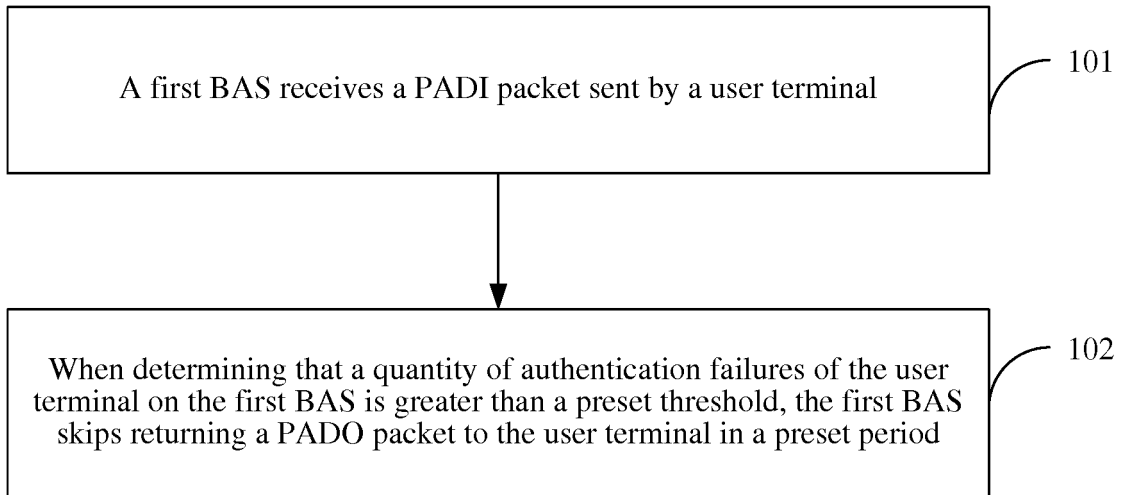 A first BAS receives a PADI packet sent by a user terminal
101
When determining that a quantity of authentication failures of the user
terminal on the first BAS is greater than a preset threshold, the first BAS
skips returning a PADO packet to the user terminal in a preset period
102